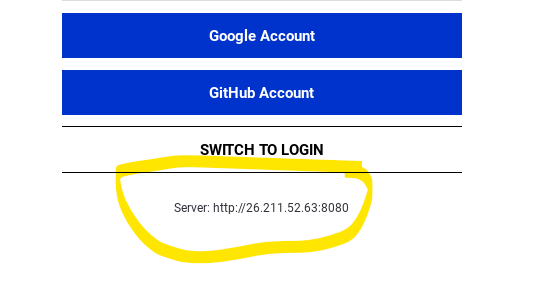 Google Account
GitHub Account
SWITCH TO LOGIN
Server: http://26.211.52.63:8080